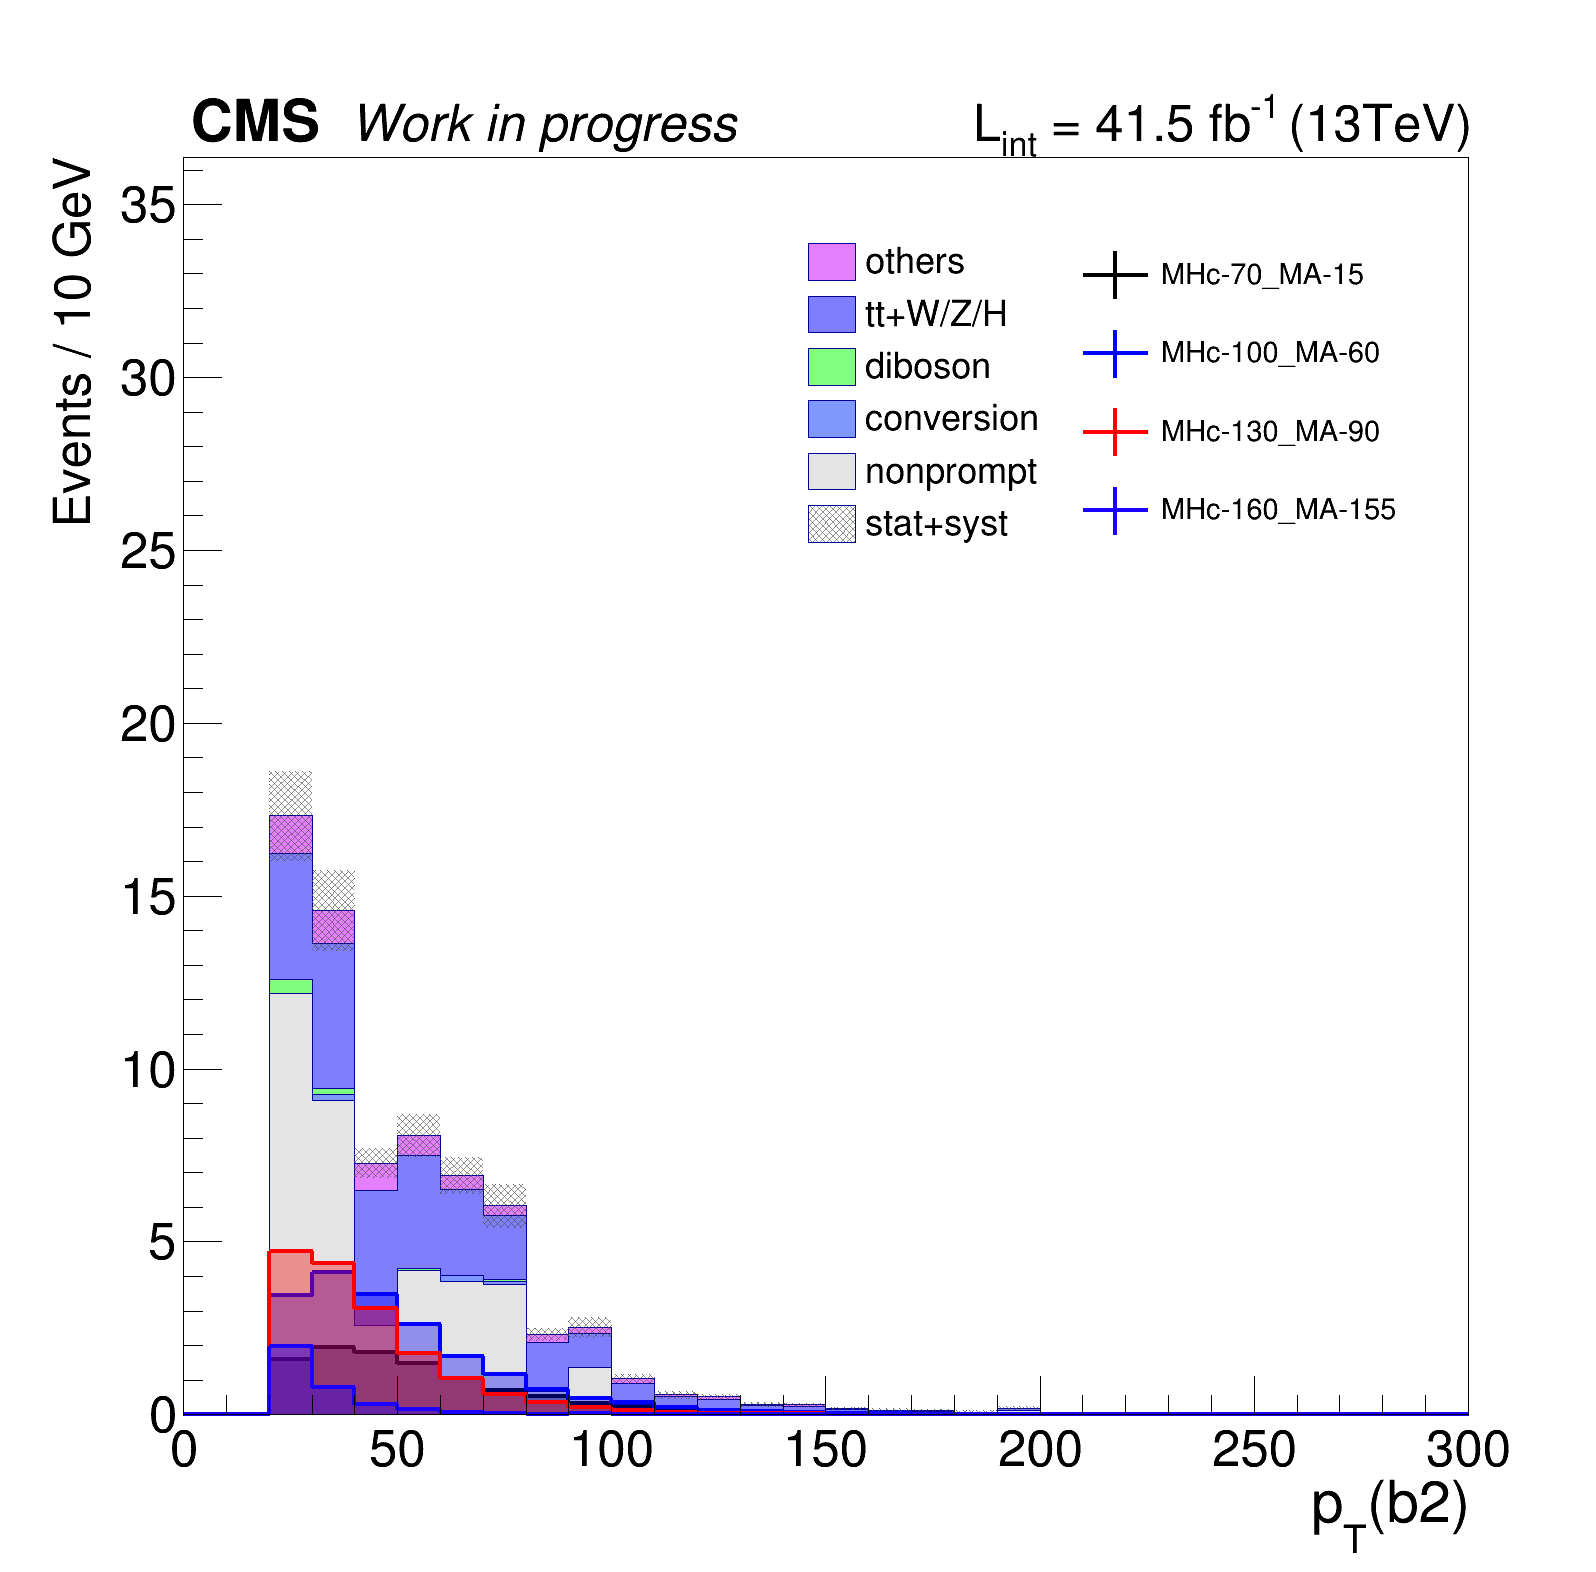 CMS Work in progress L_int = 41.5 fb^-1 (13TeV)
Events / 10 GeV
35
30
25
20
15
10
5
0
others
tt+W/Z/H
diboson
conversion
nonprompt
stat+syst
MHc-70_MA-15
MHc-100_MA-60
MHc-130_MA-90
MHc-160_MA-155
0 50 100 150 200 250 300
p_T(b2)